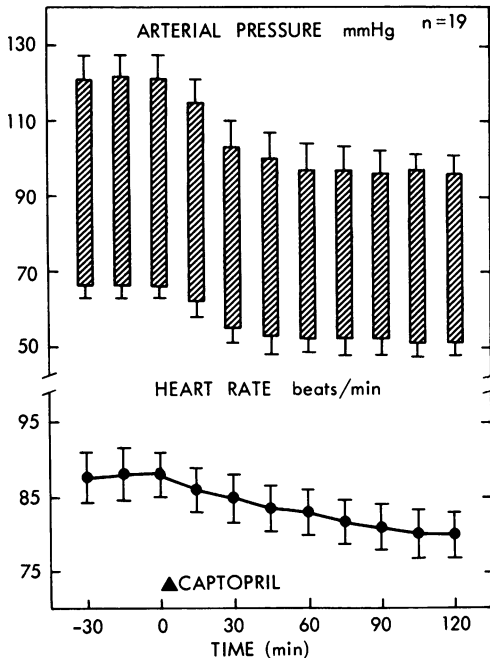 ARTERIAL PRESSURE mmHg n=19
130
110
90
70
50
HEART RATE beats/min
95
85
75
▲CAPTOPRIL
-30 0 30 60 90 120
TIME (min)